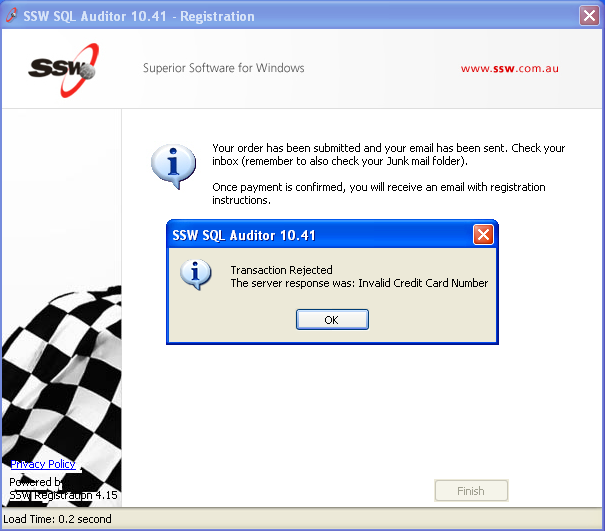 SSW SQL Auditor 10.41 - Registration
SSW
Superior Software for Windows
www.ssw.com.au
Your order has been submitted and your email has been sent. Check your
inbox (remember to also check your Junk mail folder).
Once payment is confirmed, you will receive an email with registration
instructions.
SSW SQL Auditor 10.41
Transaction Rejected
The server response was: Invalid Credit Card Number
OK
Privacy Policy
Powered by
SSW Registration 4.15
Finish
Load Time: 0.2 second